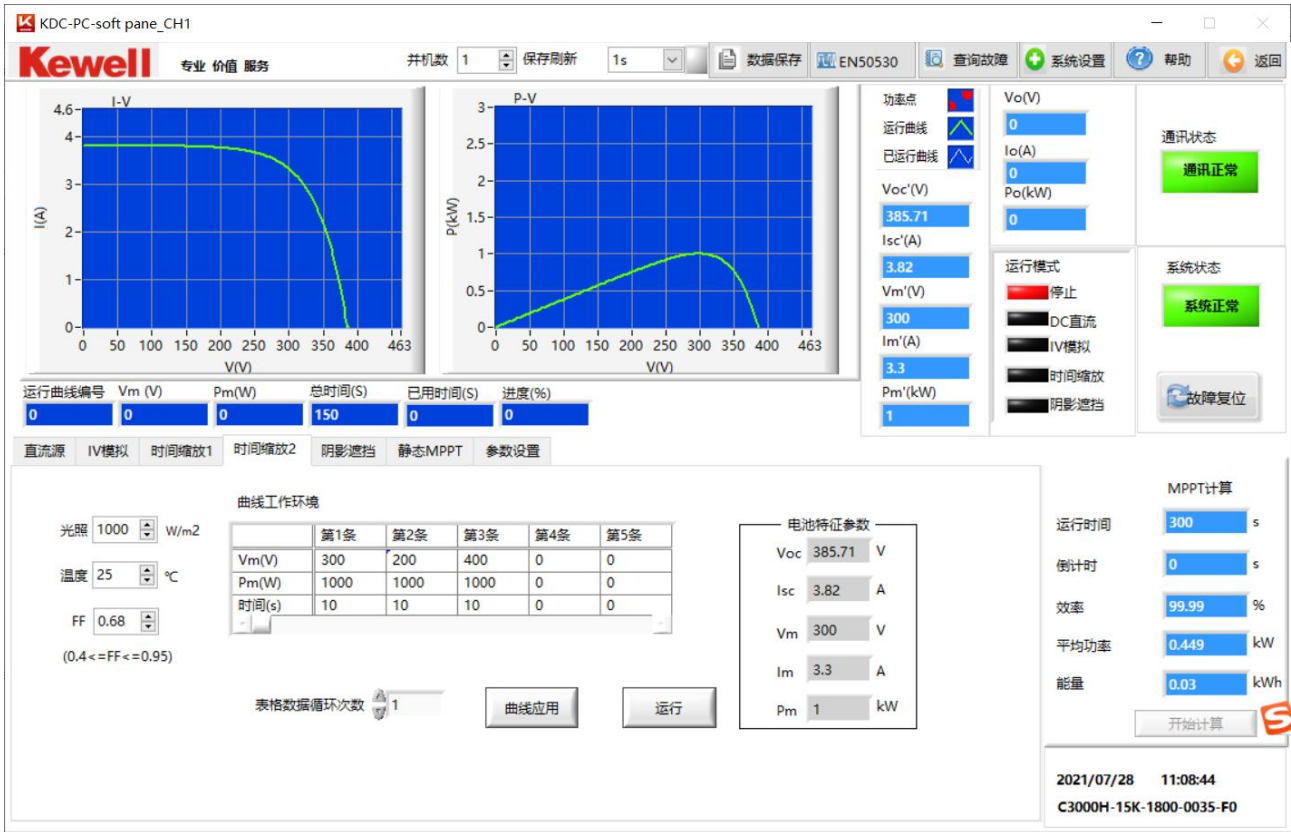 KDC-PC-soft pane_CH1
Kewell 专业 价值 服务 并机数 1 保存刷新 1s 数据保存 EN50530 查询故障 系统设置 帮助 返回
I-V
4.6
4
3
2
1
0
I(A)
0 50 100 150 200 250 300 350 400 463
V(V)
P-V
3
2.5
2
1.5
1
0.5
0
P(kW)
0 50 100 150 200 250 300 350 400 463
V(V)
功率点
运行曲线
已运行曲线
Voc'(V)
385.71
Isc'(A)
3.82
Vm'(V)
300
Im'(A)
3.3
Pm'(kW)
1
Vo(V)
0
Io(A)
0
Po(kW)
0
运行模式
停止
DC直流
IV模拟
时间缩放
阴影遮挡
通讯状态
通讯正常
系统状态
系统正常
故障复位
运行曲线编号 Vm (V) Pm(W) 总时间(S) 已用时间(S) 进度(%)
0 0 0 150 0 0
直流源 IV模拟 时间缩放1 时间缩放2 阴影遮挡 静态MPPT 参数设置
光照 1000 W/m2
温度 25 ℃
FF 0.68
(0.4<=FF<=0.95)
曲线工作环境
第1条 第2条 第3条 第4条 第5条
Vm(V) 300 200 400 0 0
Pm(W) 1000 1000 1000 0 0
时间(s) 10 10 10 0 0
表格数据循环次数 1 曲线应用 运行
电池特征参数
Voc 385.71 V
Isc 3.82 A
Vm 300 V
Im 3.3 A
Pm 1 kW
MPPT计算
运行时间 300 s
倒计时 0 s
效率 99.99 %
平均功率 0.449 kW
能量 0.03 kWh
开始计算
2021/07/28 11:08:44
C3000H-15K-1800-0035-F0